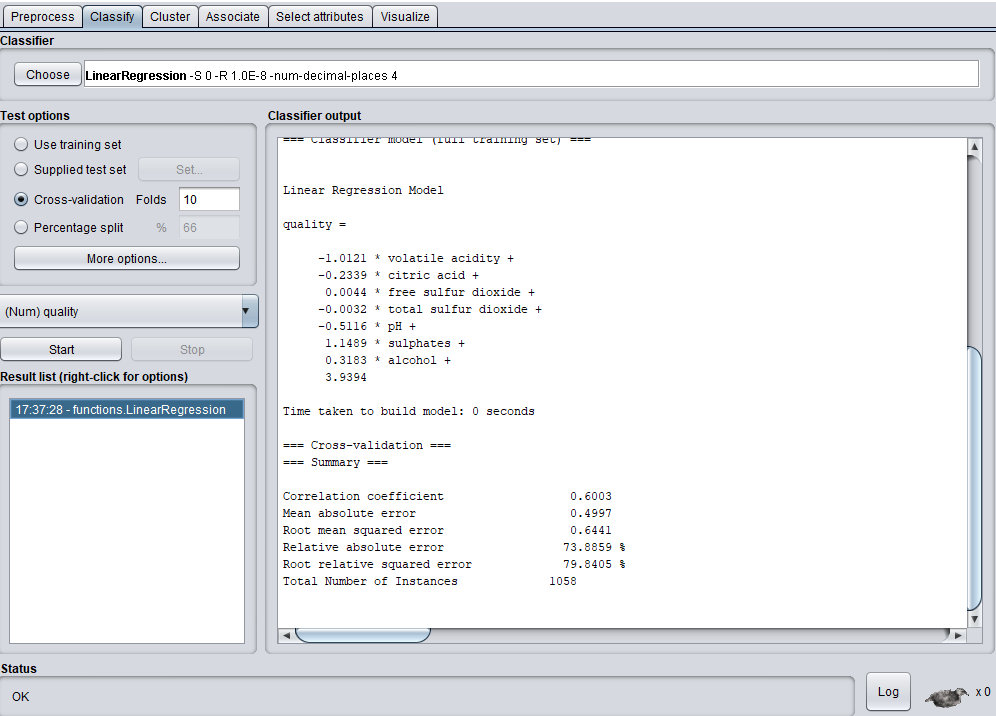 Preprocess Classify Cluster Associate Select attributes Visualize
Classifier
Choose LinearRegression -S 0 -R 1.0E-8 -num-decimal-places 4
Test options
Use training set
Supplied test set Set...
Cross-validation Folds 10
Percentage split % 66
More options...
(Num) quality
Start Stop
Result list (right-click for options)
17:37:28 - functions.LinearRegression
Classifier output
=== Classifier model (full training set) ===
Linear Regression Model
quality =
-1.0121 * volatile acidity +
-0.2339 * citric acid +
0.0044 * free sulfur dioxide +
-0.0032 * total sulfur dioxide +
-0.5116 * pH +
1.1489 * sulphates +
0.3183 * alcohol +
3.9394
Time taken to build model: 0 seconds
=== Cross-validation ===
=== Summary ===
Correlation coefficient 0.6003
Mean absolute error 0.4997
Root mean squared error 0.6441
Relative absolute error 73.8859 %
Root relative squared error 79.8405 %
Total Number of Instances 1058
Status
OK
Log
x 0